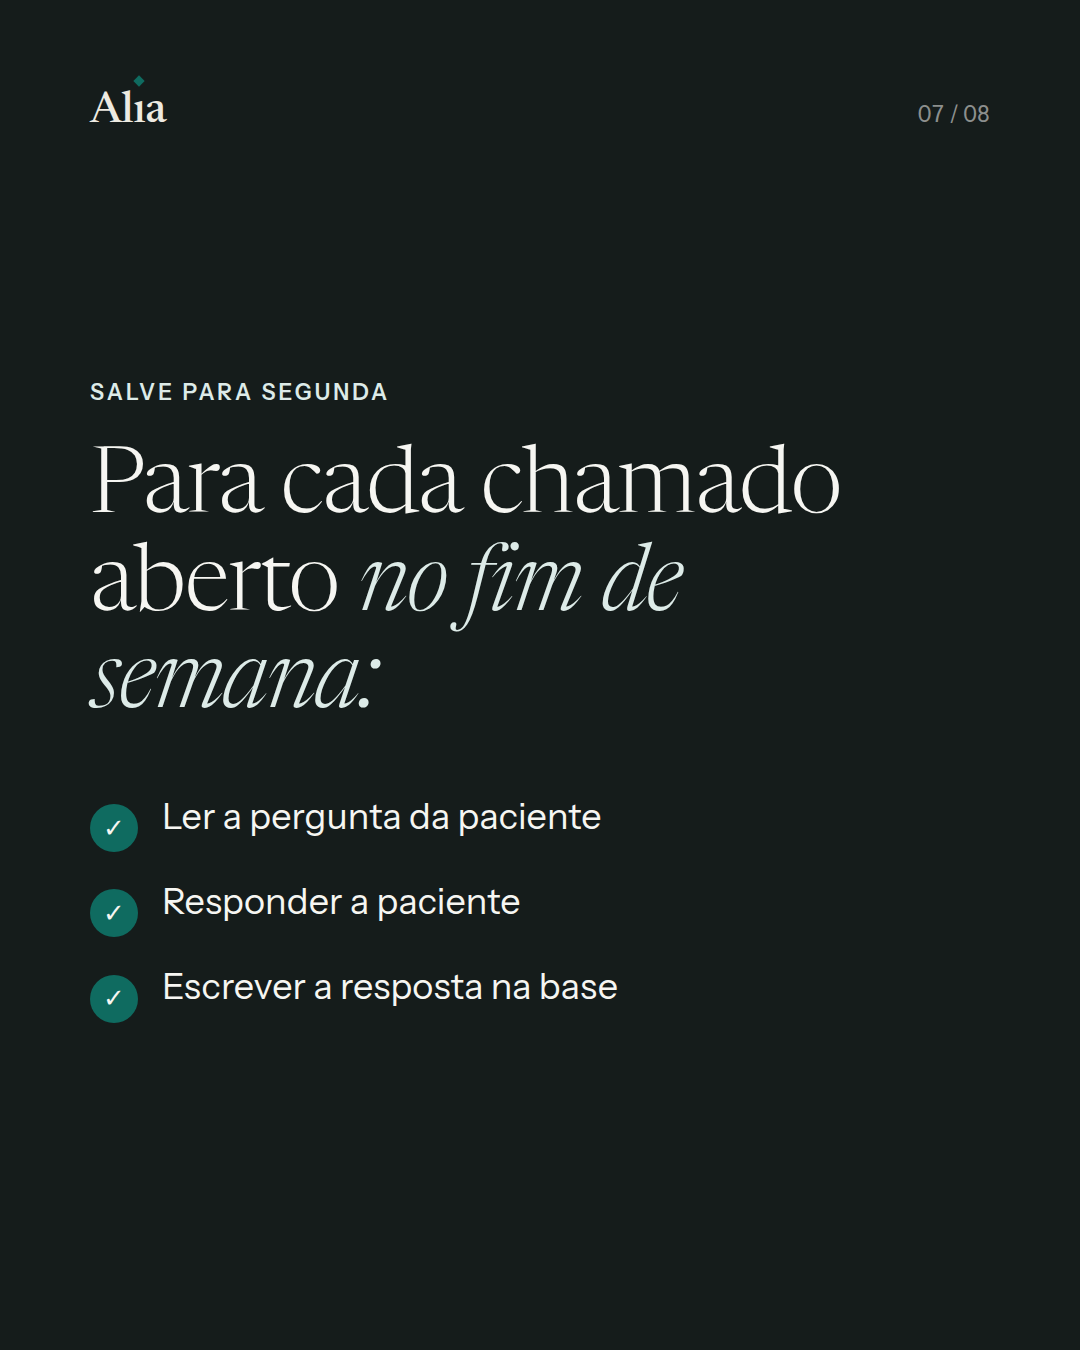 Alia
07 / 08
SALVE PARA SEGUNDA
Para cada chamado
aberto no fim de
semana:
✓ Ler a pergunta da paciente
✓ Responder a paciente
✓ Escrever a resposta na base